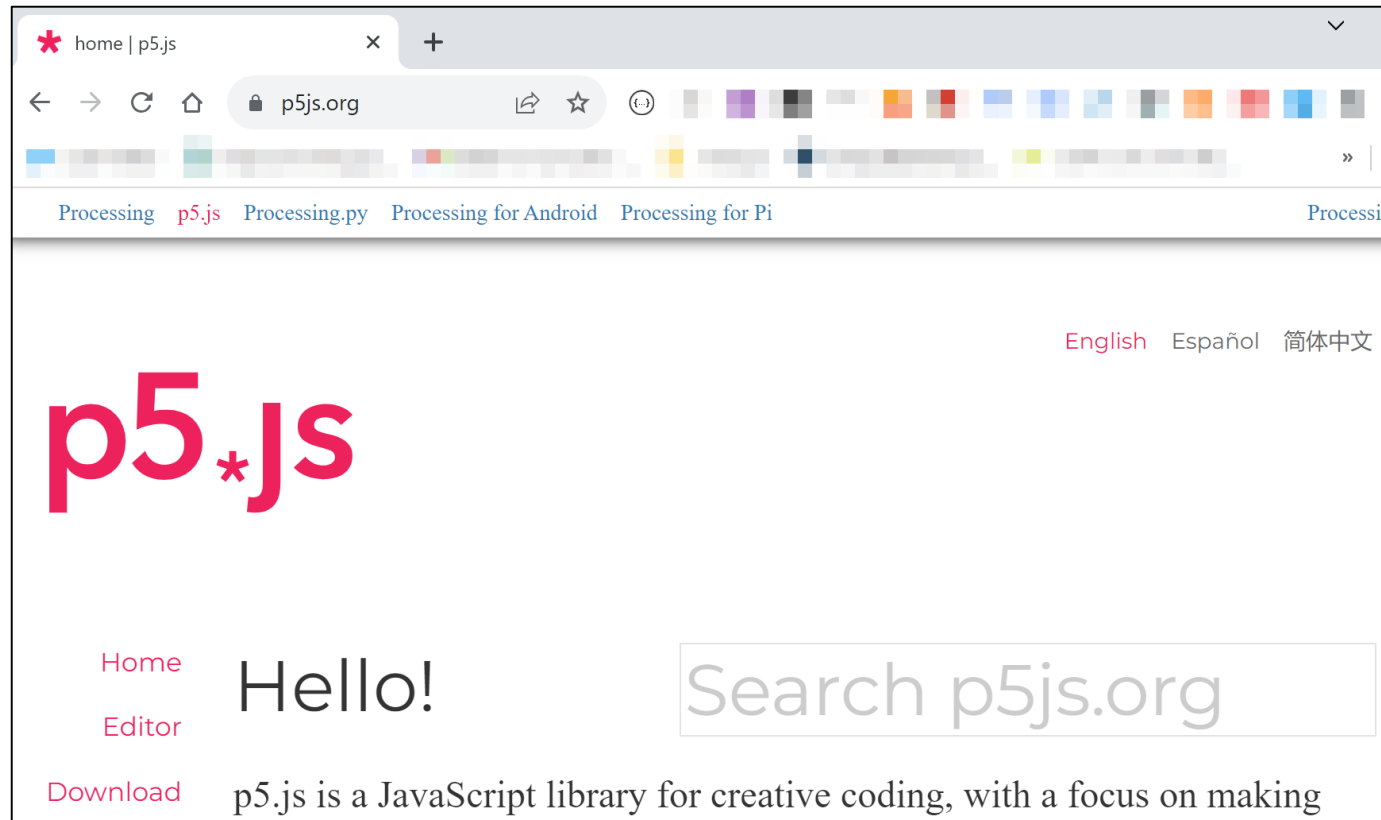 home | p5.js
p5js.org
Processing p5.js Processing.py Processing for Android Processing for Pi Processi
English Español 简体中文
p5*js
Home
Hello!
Search p5js.org
Editor
Download
p5.js is a JavaScript library for creative coding, with a focus on making